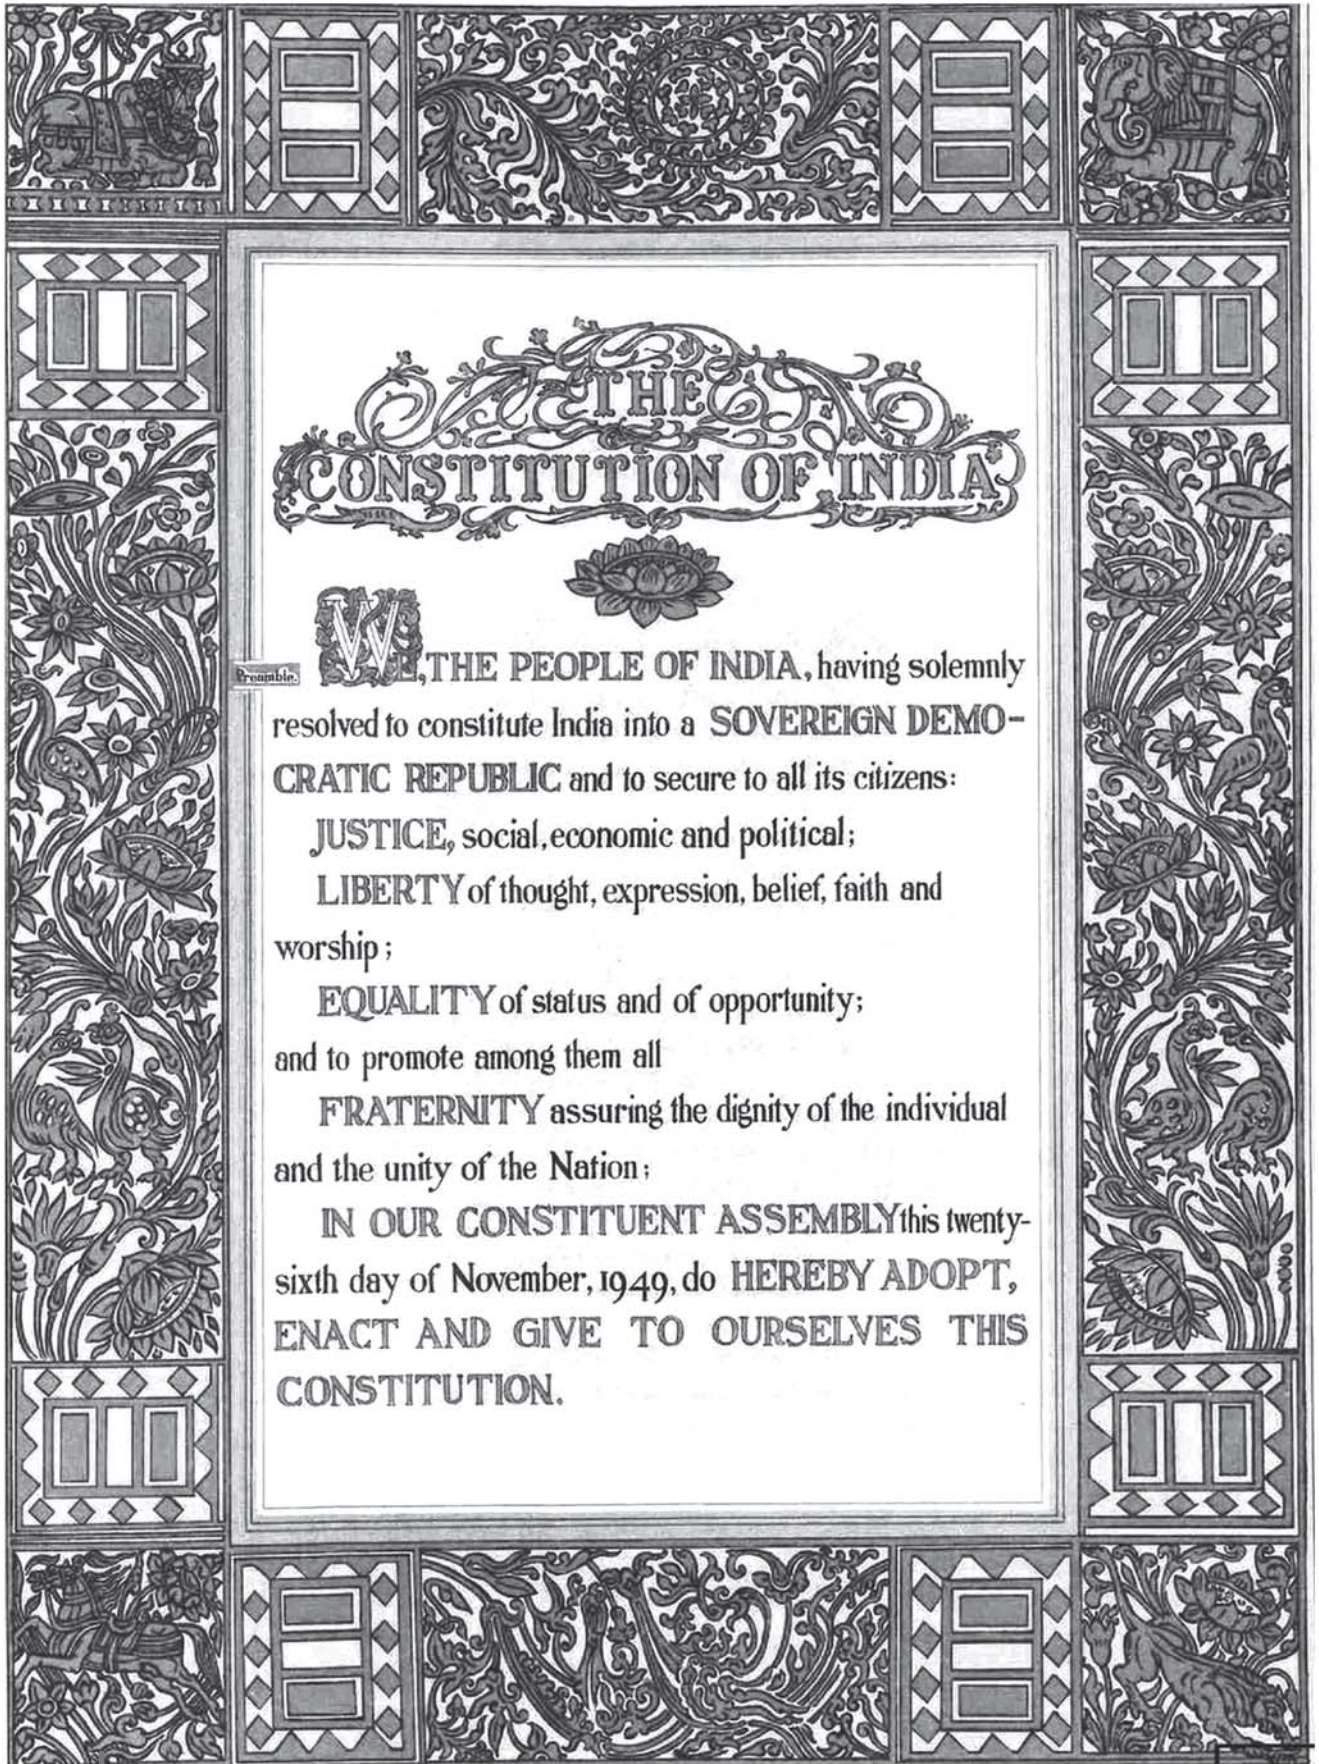 THE
CONSTITUTION OF INDIA
Preamble.
WE, THE PEOPLE OF INDIA, having solemnly
resolved to constitute India into a SOVEREIGN DEMO-
CRATIC REPUBLIC and to secure to all its citizens:
JUSTICE, social, economic and political;
LIBERTY of thought, expression, belief, faith and
worship;
EQUALITY of status and of opportunity;
and to promote among them all
FRATERNITY assuring the dignity of the individual
and the unity of the Nation;
IN OUR CONSTITUENT ASSEMBLY this twenty-
sixth day of November, 1949, do HEREBY ADOPT,
ENACT AND GIVE TO OURSELVES THIS
CONSTITUTION.